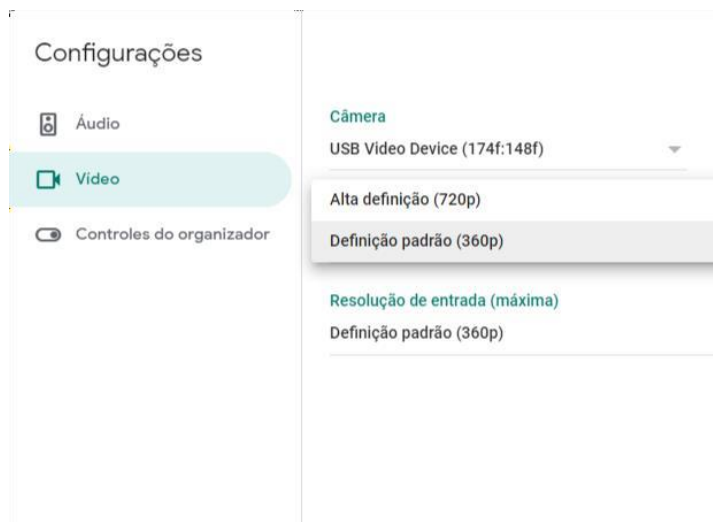 Configurações
Áudio
Vídeo
Controles do organizador
Câmera
USB Video Device (174f:148f)
Alta definição (720p)
Definição padrão (360p)
Resolução de entrada (máxima)
Definição padrão (360p)